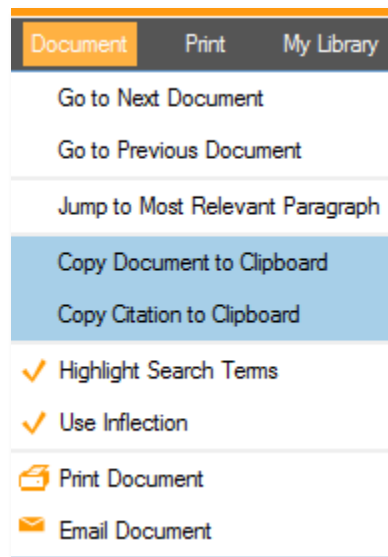 Document Print My Library
Go to Next Document
Go to Previous Document
Jump to Most Relevant Paragraph
Copy Document to Clipboard
Copy Citation to Clipboard
Highlight Search Terms
Use Inflection
Print Document
Email Document